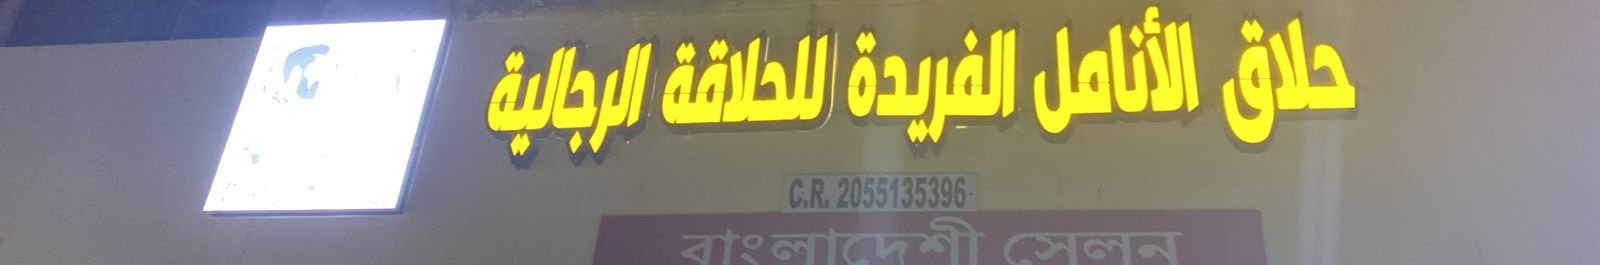 حلاق الأنامل الفريدة للحلاقة الرجالية
C.R. 2055135396
বাংলাদেশী সেলুন